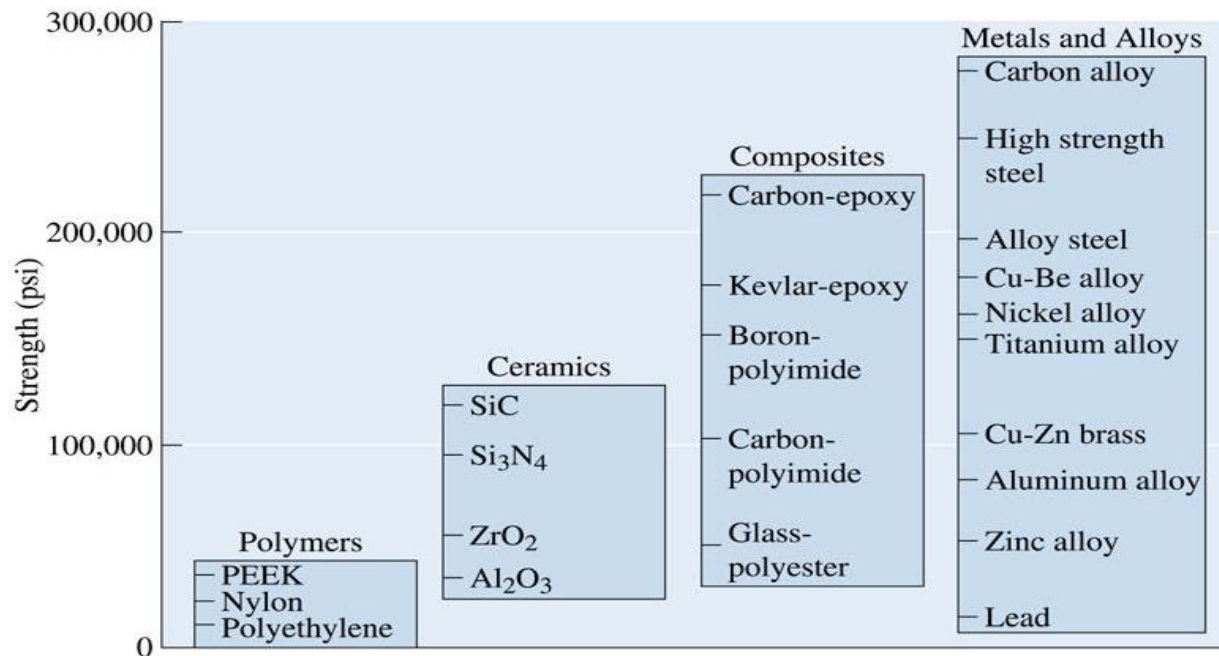 300,000
200,000
100,000
0
Strength (psi)
Polymers
PEEK
Nylon
Polyethylene
Ceramics
SiC
Si₃N₄
ZrO₂
Al₂O₃
Composites
Carbon-epoxy
Kevlar-epoxy
Boron-
polyimide
Carbon-
polyimide
Glass-
polyester
Metals and Alloys
Carbon alloy
High strength
steel
Alloy steel
Cu-Be alloy
Nickel alloy
Titanium alloy
Cu-Zn brass
Aluminum alloy
Zinc alloy
Lead